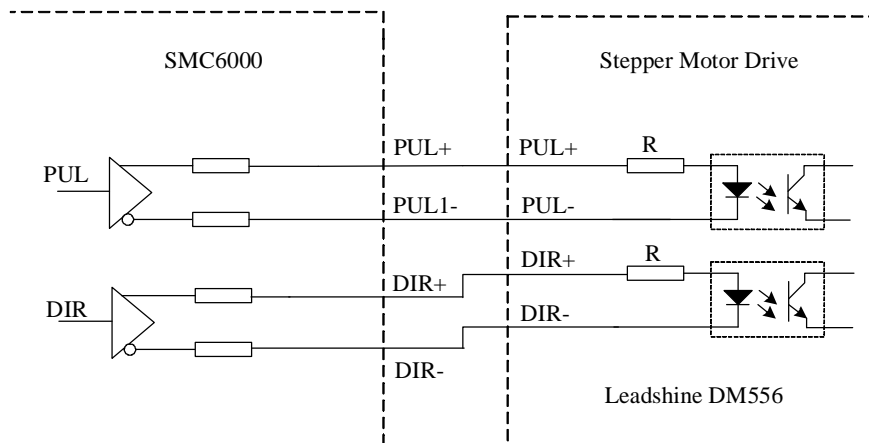 SMC6000
Stepper Motor Drive
PUL
PUL+
PUL+
R
PUL1-
PUL-
DIR
DIR+
DIR+
R
DIR-
DIR-
Leadshine DM556